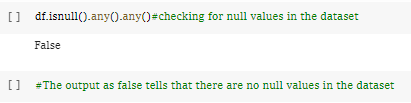 [ ] df.isnull().any().any()#checking for null values in the dataset
False
[ ] #The output as false tells that there are no null values in the dataset